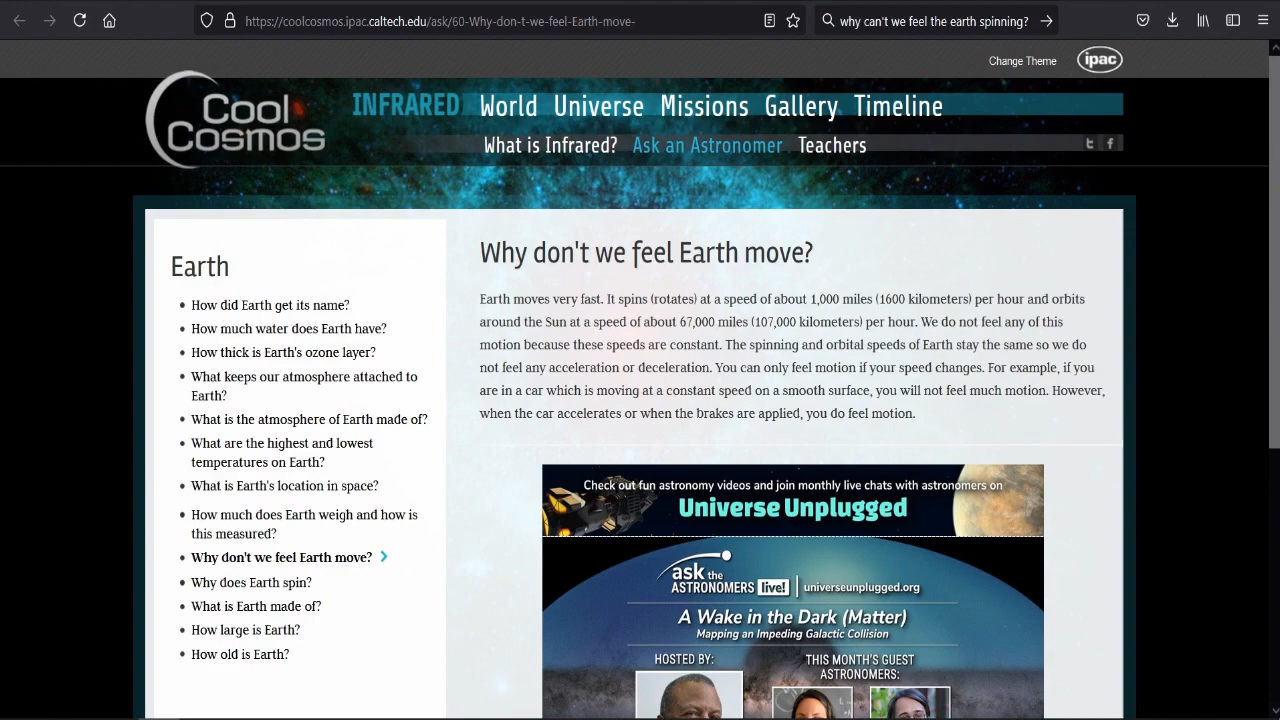 https://coolcosmos.ipac.caltech.edu/ask/60-Why-don-t-we-feel-Earth-move-
why can't we feel the earth spinning?
Change Theme
ipac
Cool
Cosmos
INFRARED World Universe Missions Gallery Timeline
What is Infrared? Ask an Astronomer Teachers
Earth
How did Earth get its name?
How much water does Earth have?
How thick is Earth's ozone layer?
What keeps our atmosphere attached to
Earth?
What is the atmosphere of Earth made of?
What are the highest and lowest
temperatures on Earth?
What is Earth's location in space?
How much does Earth weigh and how is
this measured?
Why don't we feel Earth move?
Why does Earth spin?
What is Earth made of?
How large is Earth?
How old is Earth?
Why don't we feel Earth move?
Earth moves very fast. It spins (rotates) at a speed of about 1,000 miles (1600 kilometers) per hour and orbits
around the Sun at a speed of about 67,000 miles (107,000 kilometers) per hour. We do not feel any of this
motion because these speeds are constant. The spinning and orbital speeds of Earth stay the same so we do
not feel any acceleration or deceleration. You can only feel motion if your speed changes. For example, if you
are in a car which is moving at a constant speed on a smooth surface, you will not feel much motion. However,
when the car accelerates or when the brakes are applied, you do feel motion.
Check out fun astronomy videos and join monthly live chats with astronomers on
Universe Unplugged
ask the
ASTRONOMERS live! universeunplugged.org
A Wake in the Dark (Matter)
Mapping an Impeding Galactic Collision
HOSTED BY:
THIS MONTH'S GUEST
ASTRONOMERS: